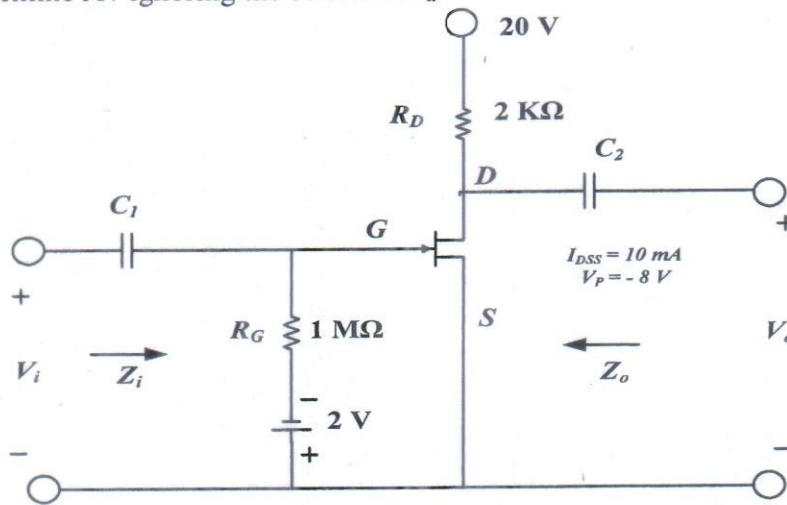 20 V
R_D 2 KΩ
C_2
D
C_1
G
I_DSS = 10 mA
V_P = - 8 V
+
+
R_G 1 MΩ
S
V_i
Z_i
Z_o
−
2 V
+
−
−